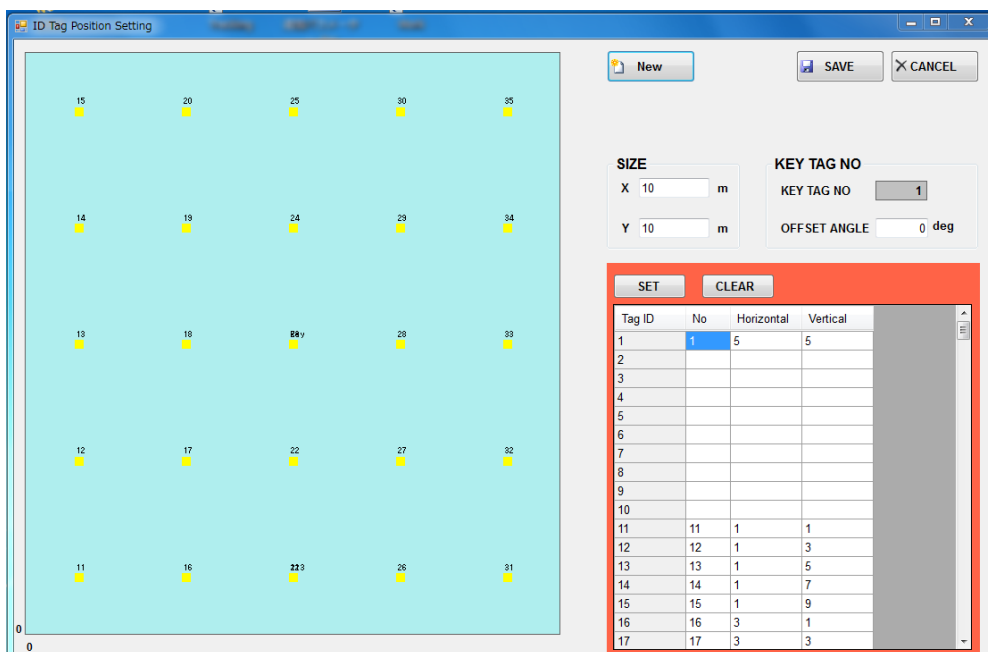 ID Tag Position Setting
New
SAVE
CANCEL
15 20 25 30 35
14 19 24 29 34
13 18 28 33
12 17 22 27 32
11 16 26 31
0
0
SIZE
X 10 m
Y 10 m
KEY TAG NO
KEY TAG NO 1
OFFSET ANGLE 0 deg
SET CLEAR
Tag ID No Horizontal Vertical
1 1 5 5
2
3
4
5
6
7
8
9
10
11 11 1 1
12 12 1 3
13 13 1 5
14 14 1 7
15 15 1 9
16 16 3 1
17 17 3 3